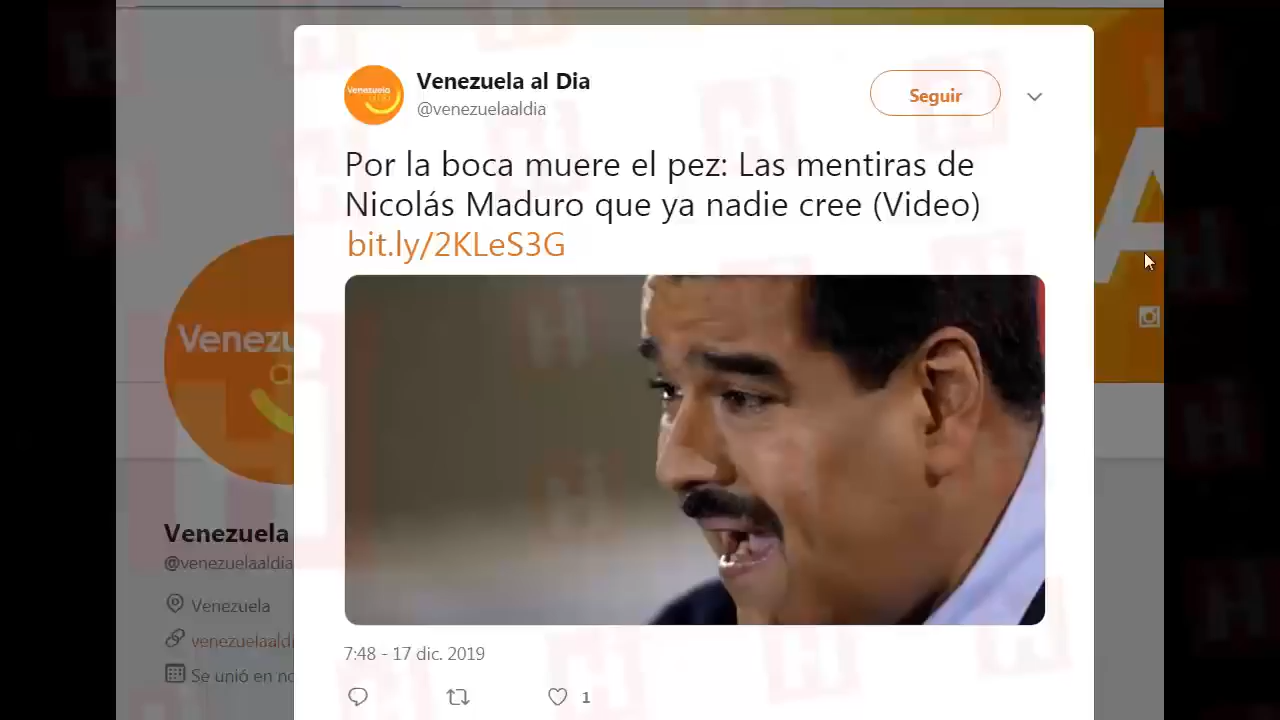 Venezuela al Dia
@venezuelaaldia
Seguir
Por la boca muere el pez: Las mentiras de
Nicolás Maduro que ya nadie cree (Video)
bit.ly/2KLeS3G
7:48 - 17 dic. 2019
1
Venezuela
@venezuelaaldia
Venezuela
venezuelaald
Se unió en no